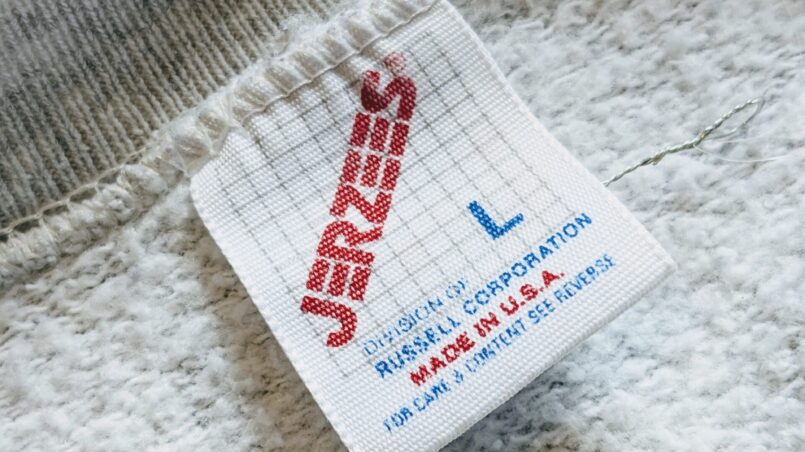 JERZEES
L
DIVISION OF
RUSSELL CORPORATION
MADE IN U.S.A.
FOR CARE & CONTENT SEE REVERSE